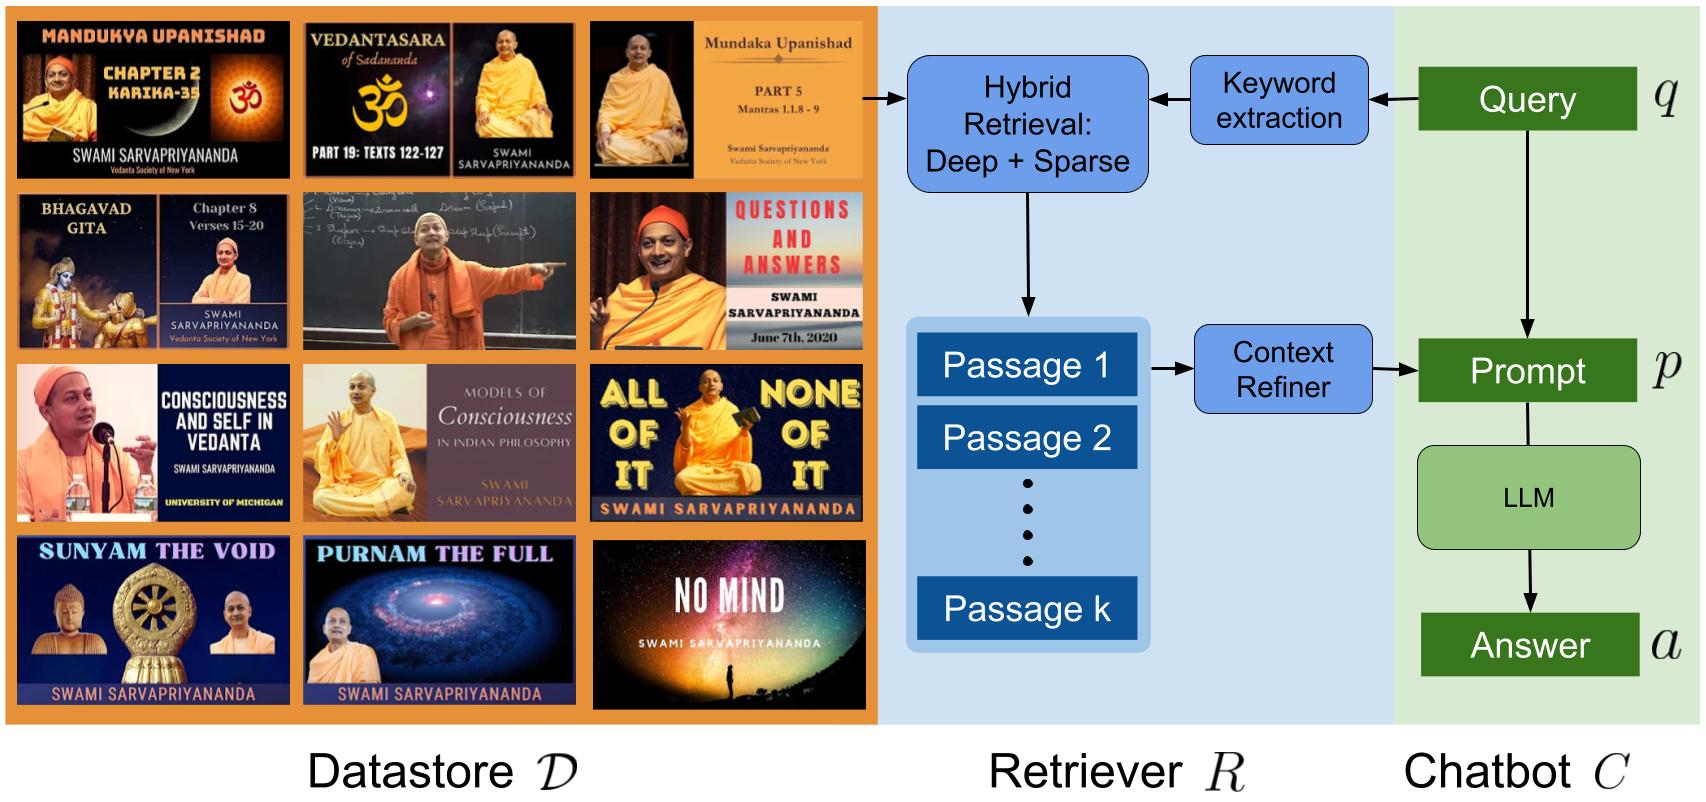 MANDUKYA UPANISHAD
CHAPTER 2
KARIKA-35
SWAMI SARVAPRIYANANDA
Vedanta Society of New York
VEDANTASARA
of Sadananda
PART 19: TEXTS 122-127
SWAMI
SARVAPRIYANANDA
Mundaka Upanishad
PART 5
Mantras 1.1.8 - 9
Swami Sarvapriyananda
Vedanta Society of New York
BHAGAVAD
GITA
Chapter 8
Verses 15-20
SWAMI
SARVAPRIYANANDA
Vedanta Society of New York
QUESTIONS
AND
ANSWERS
SWAMI
SARVAPRIYANANDA
June 7th, 2020
CONSCIOUSNESS
AND SELF IN
VEDANTA
SWAMI SARVAPRIYANANDA
UNIVERSITY OF MICHIGAN
MODELS OF
Consciousness
IN INDIAN PHILOSOPHY
SWAMI
SARVAPRIYANANDA
ALL
OF
IT
NONE
OF
IT
SWAMI SARVAPRIYANANDA
SUNYAM THE VOID
SWAMI SARVAPRIYANANDA
PURNAM THE FULL
SWAMI SARVAPRIYANANDA
NO MIND
SWAMI SARVAPRIYANANDA
Datastore 𝒟
Hybrid
Retrieval:
Deep + Sparse
Keyword
extraction
Passage 1
Passage 2
Passage k
Context
Refiner
Retriever R
Query q
Prompt p
LLM
Answer a
Chatbot C